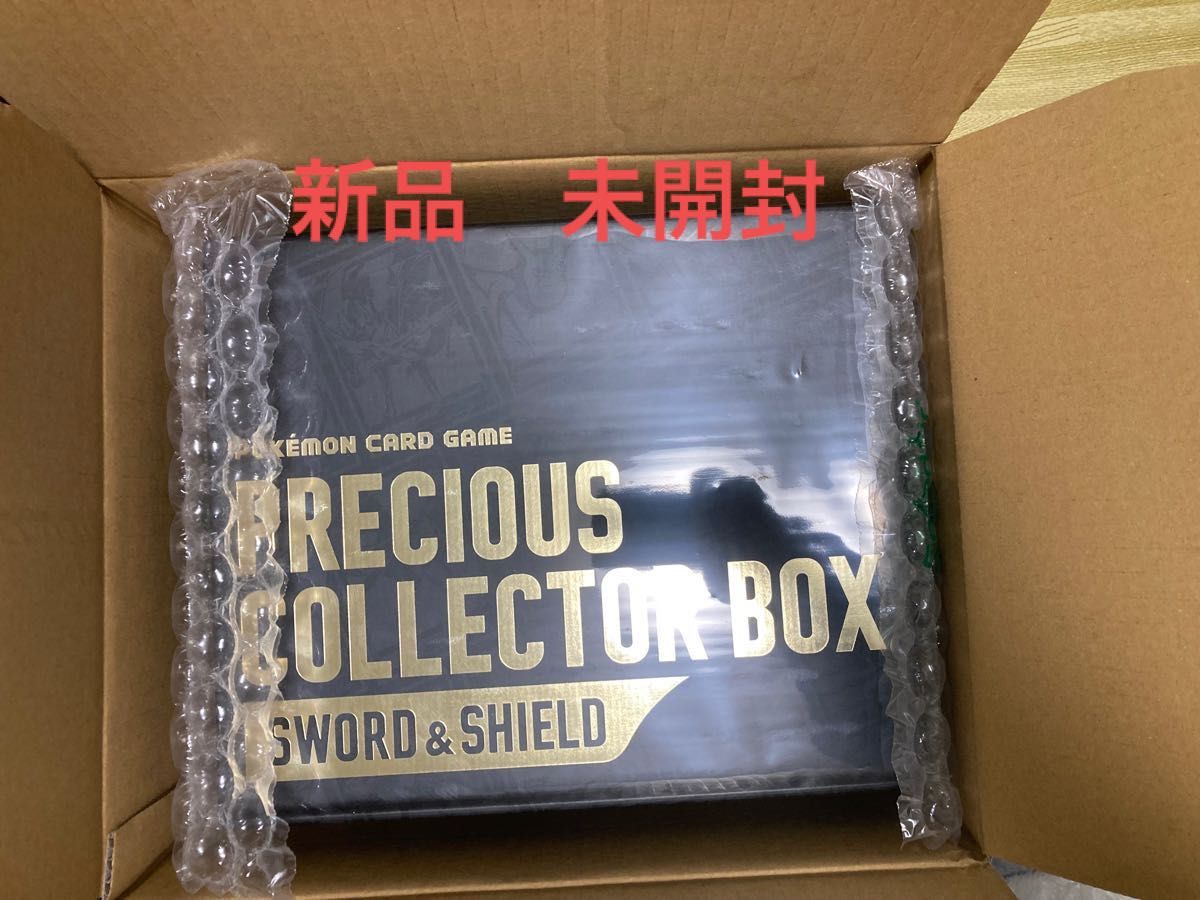 新品　未開封
POKÉMON CARD GAME
PRECIOUS
COLLECTOR BOX
SWORD & SHIELD